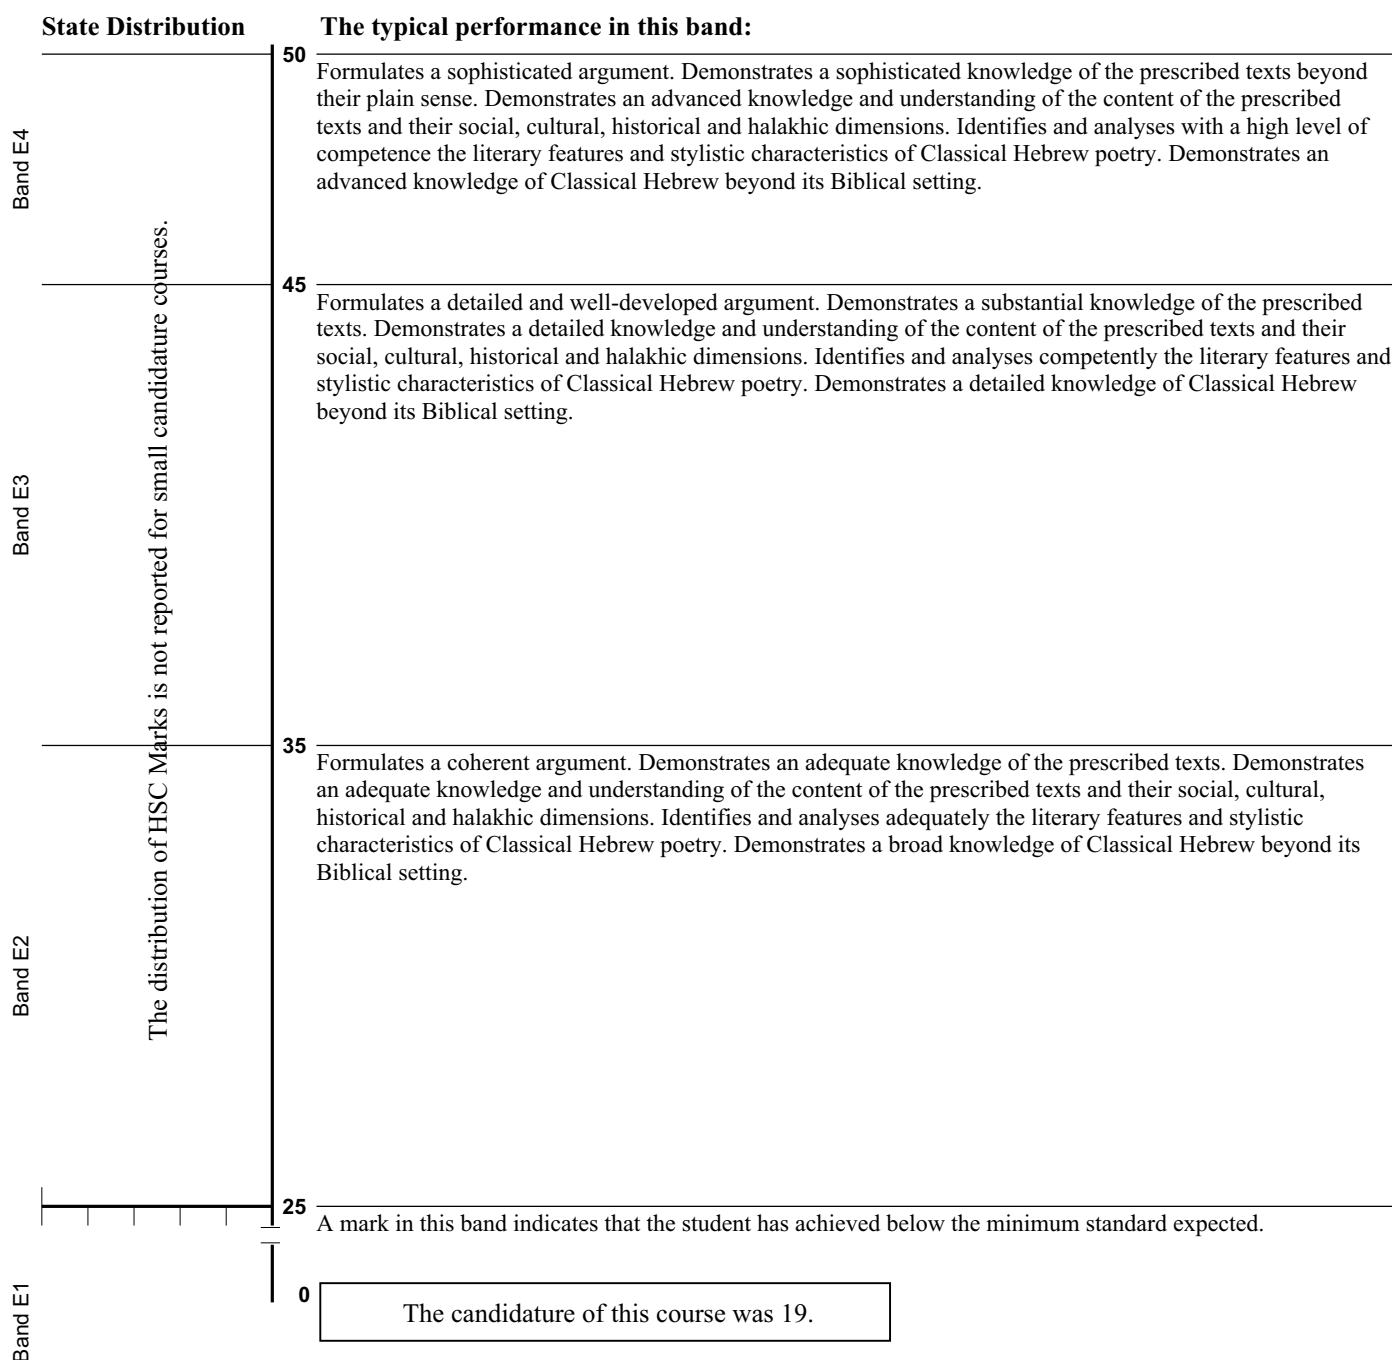 State Distribution
The typical performance in this band:
50
Formulates a sophisticated argument. Demonstrates a sophisticated knowledge of the prescribed texts beyond
their plain sense. Demonstrates an advanced knowledge and understanding of the content of the prescribed
texts and their social, cultural, historical and halakhic dimensions. Identifies and analyses with a high level of
competence the literary features and stylistic characteristics of Classical Hebrew poetry. Demonstrates an
advanced knowledge of Classical Hebrew beyond its Biblical setting.
Band E4
45
Formulates a detailed and well-developed argument. Demonstrates a substantial knowledge of the prescribed
texts. Demonstrates a detailed knowledge and understanding of the content of the prescribed texts and their
social, cultural, historical and halakhic dimensions. Identifies and analyses competently the literary features and
stylistic characteristics of Classical Hebrew poetry. Demonstrates a detailed knowledge of Classical Hebrew
beyond its Biblical setting.
Band E3
The distribution of HSC Marks is not reported for small candidature courses.
35
Formulates a coherent argument. Demonstrates an adequate knowledge of the prescribed texts. Demonstrates
an adequate knowledge and understanding of the content of the prescribed texts and their social, cultural,
historical and halakhic dimensions. Identifies and analyses adequately the literary features and stylistic
characteristics of Classical Hebrew poetry. Demonstrates a broad knowledge of Classical Hebrew beyond its
Biblical setting.
Band E2
25
A mark in this band indicates that the student has achieved below the minimum standard expected.
Band E1
0
The candidature of this course was 19.